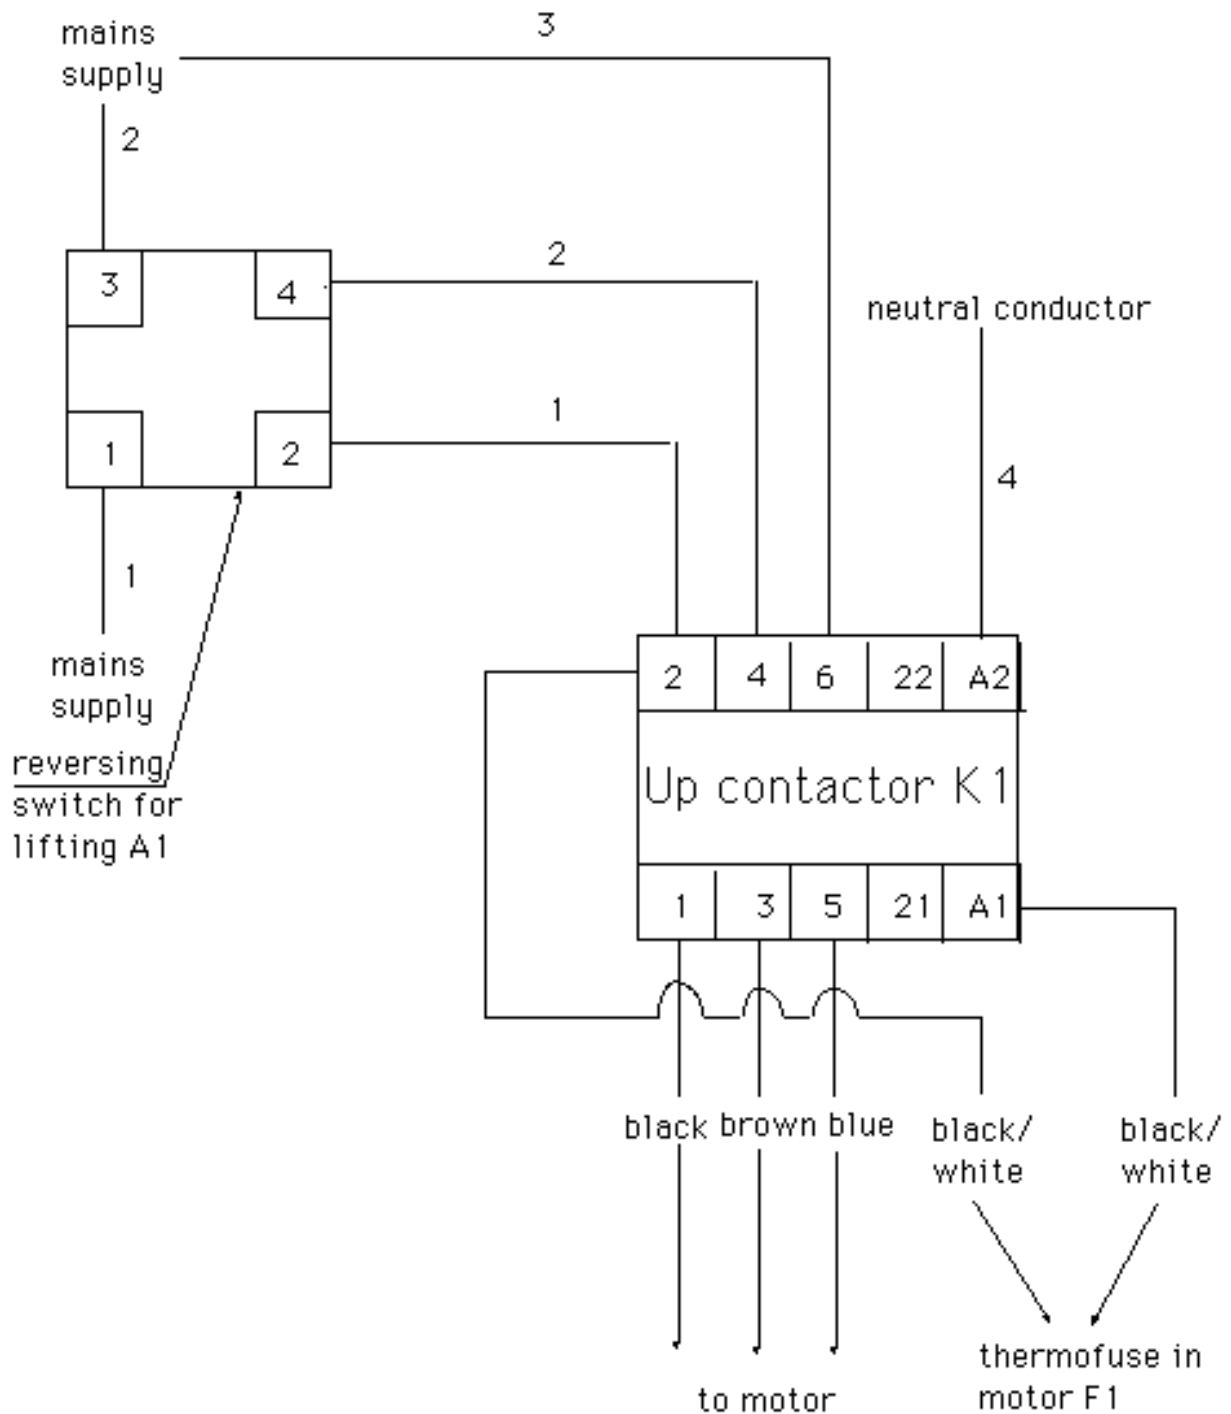 mains
supply
3
2
3
4
2
neutral conductor
1
2
1
4
1
mains
supply
reversing
switch for
lifting A1
2 4 6 22 A2
Up contactor K1
1 3 5 21 A1
black brown blue
black/
white
black/
white
thermofuse in
motor F1
to motor